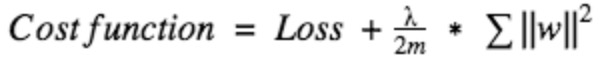 Cost function = Loss + λ/2m * ∑‖w‖²